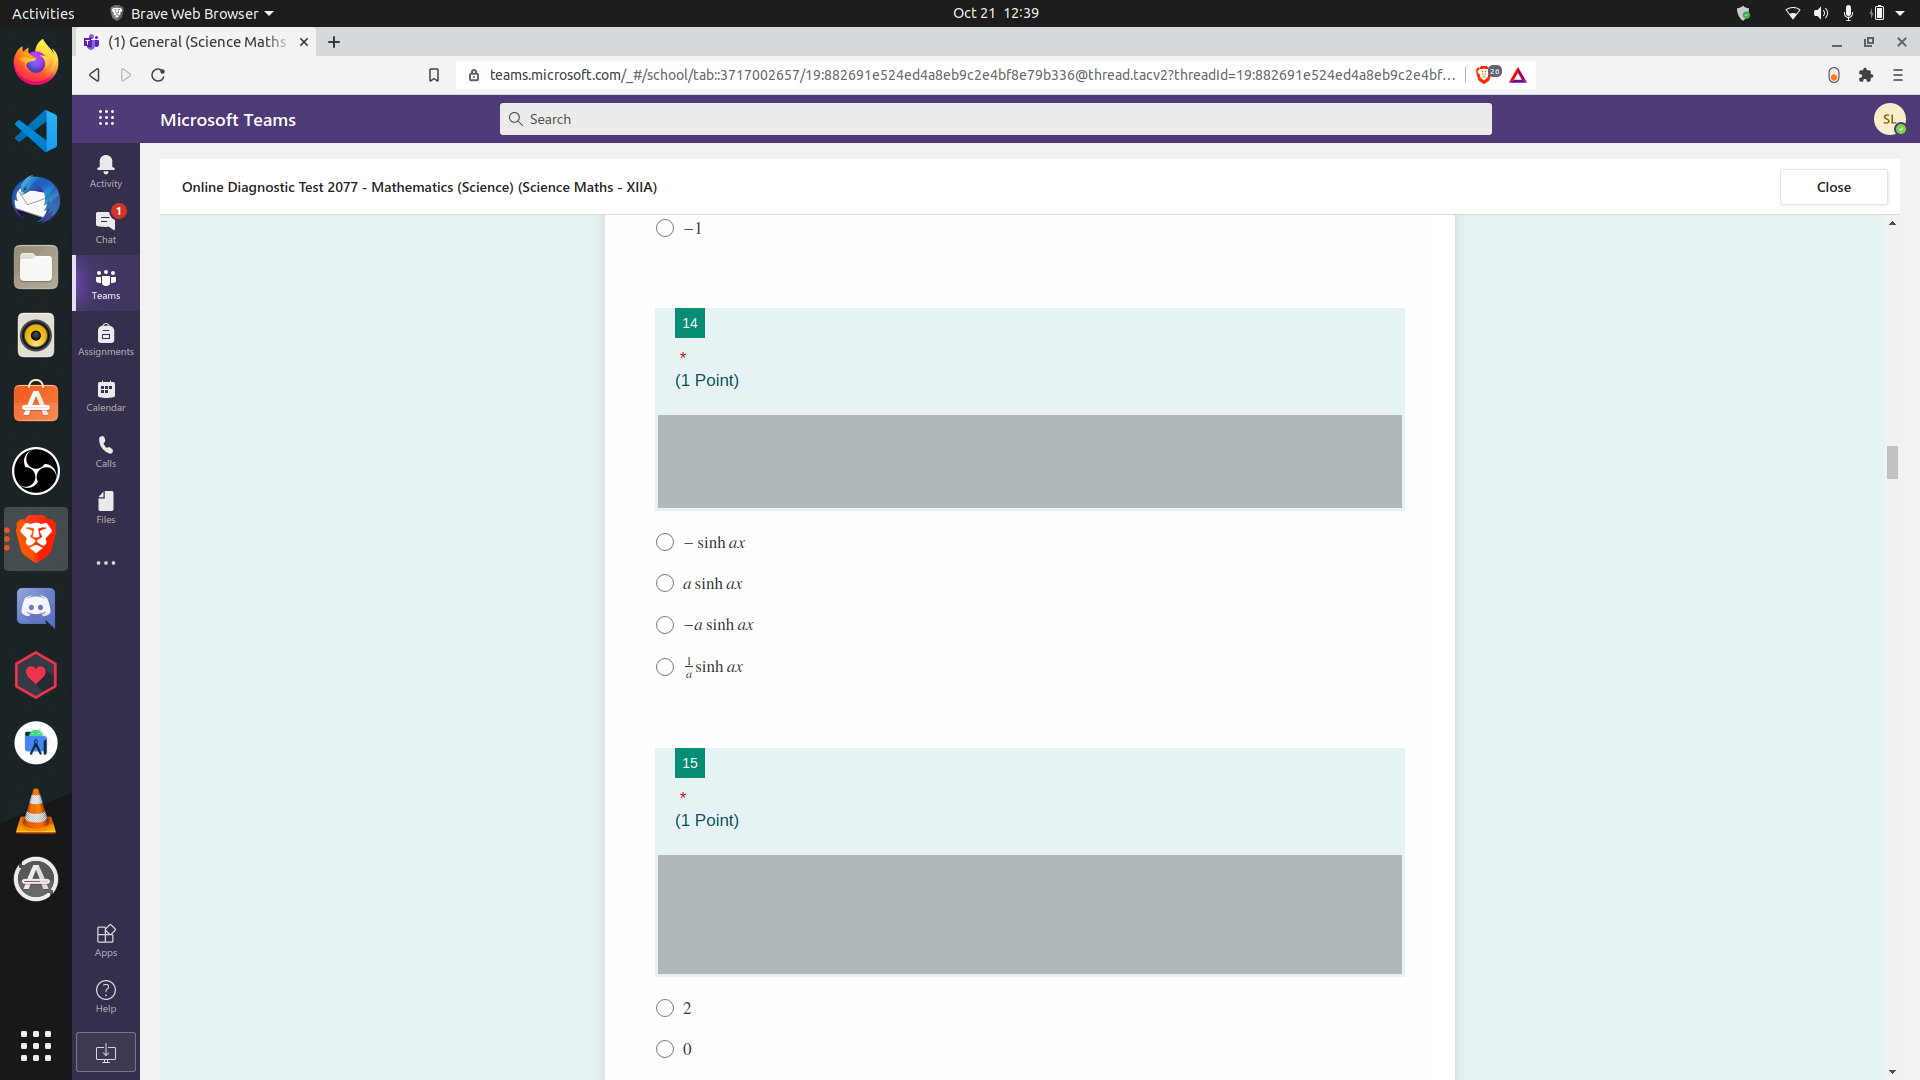 Activities
Brave Web Browser
Oct 21 12:39
(1) General (Science Maths
teams.microsoft.com/_#/school/tab::3717002657/19:882691e524ed4a8eb9c2e4bf8e79b336@thread.tacv2?threadId=19:882691e524ed4a8eb9c2e4bf...
26
Microsoft Teams
Search
SL
Activity
1
Chat
Teams
Assignments
Calendar
Calls
Files
Apps
Help
Online Diagnostic Test 2077 - Mathematics (Science) (Science Maths - XIIA)
Close
−1
14
*
(1 Point)
− sinh ax
a sinh ax
−a sinh ax
1/a sinh ax
15
*
(1 Point)
2
0